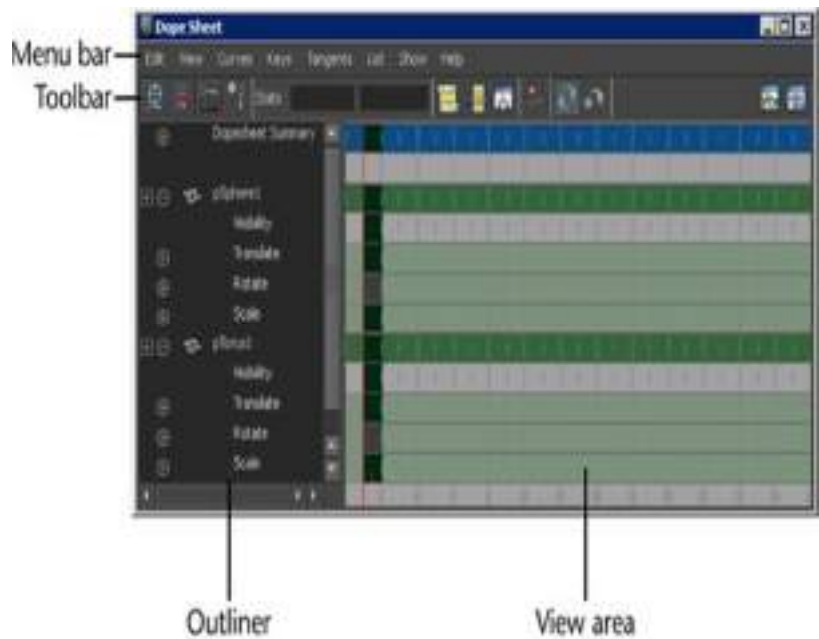 Dope Sheet
Menu bar
Edit View Curves Keys Tangents List Show Help
Toolbar
Stats
Dopesheet Summary
pSphere1
Visibility
Translate
Rotate
Scale
Visibility
Translate
Rotate
Scale
Outliner
View area